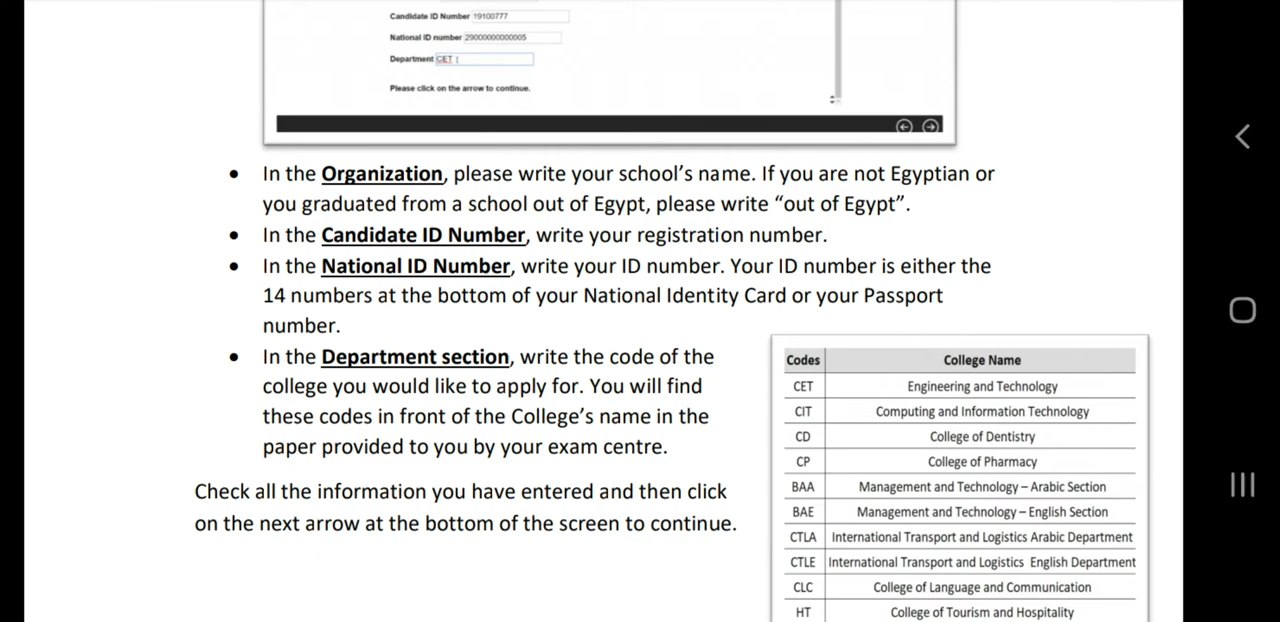 Candidate ID Number 19100777
National ID number 29000000000005
Department CET
Please click on the arrow to continue.
• In the Organization, please write your school’s name. If you are not Egyptian or
you graduated from a school out of Egypt, please write “out of Egypt”.
• In the Candidate ID Number, write your registration number.
• In the National ID Number, write your ID number. Your ID number is either the
14 numbers at the bottom of your National Identity Card or your Passport
number.
• In the Department section, write the code of the
college you would like to apply for. You will find
these codes in front of the College’s name in the
paper provided to you by your exam centre.
Check all the information you have entered and then click
on the next arrow at the bottom of the screen to continue.
Codes College Name
CET Engineering and Technology
CIT Computing and Information Technology
CD College of Dentistry
CP College of Pharmacy
BAA Management and Technology – Arabic Section
BAE Management and Technology – English Section
CTLA International Transport and Logistics Arabic Department
CTLE International Transport and Logistics English Department
CLC College of Language and Communication
HT College of Tourism and Hospitality